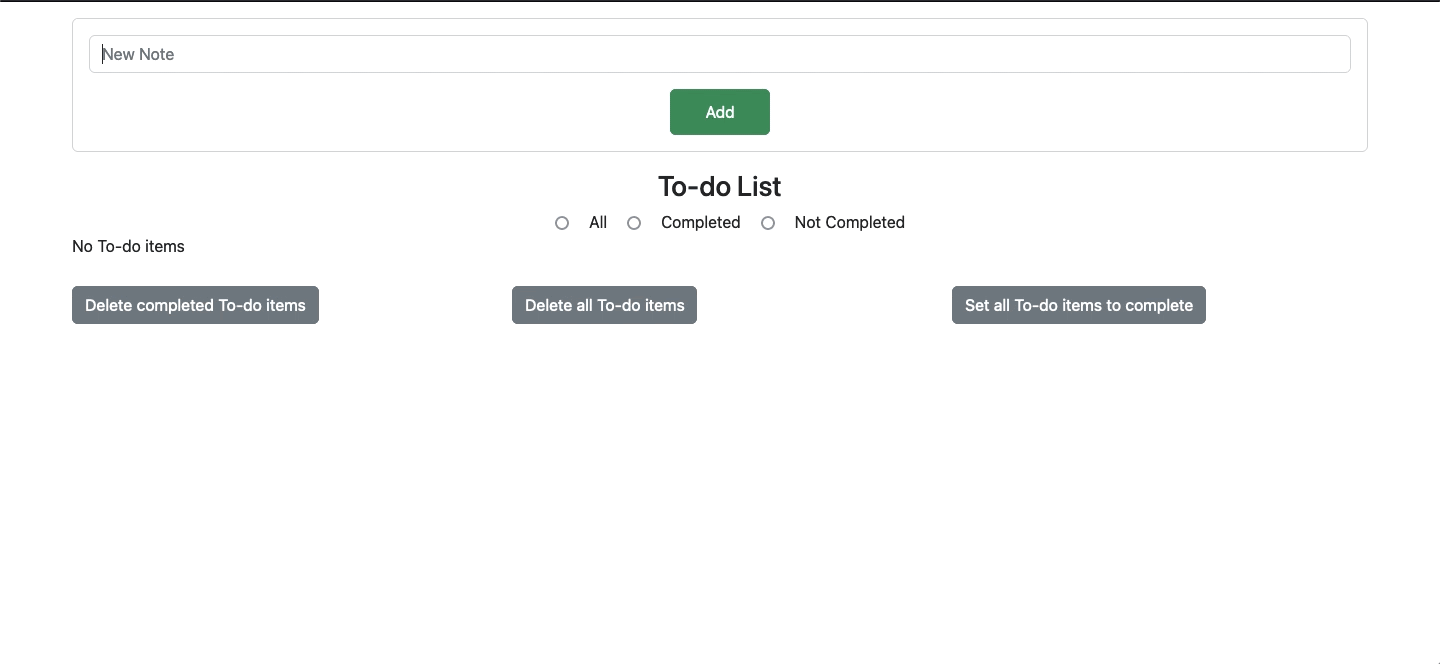 New Note
Add
To-do List
All Completed Not Completed
No To-do items
Delete completed To-do items Delete all To-do items Set all To-do items to complete